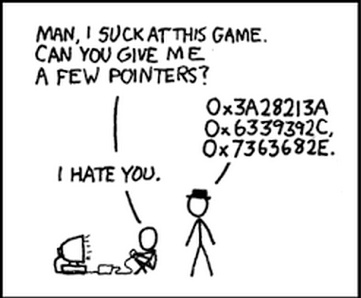 MAN, I SUCK AT THIS GAME.
CAN YOU GIVE ME
A FEW POINTERS?
0x3A28213A
0x6339392C,
0x7363682E.
I HATE YOU.